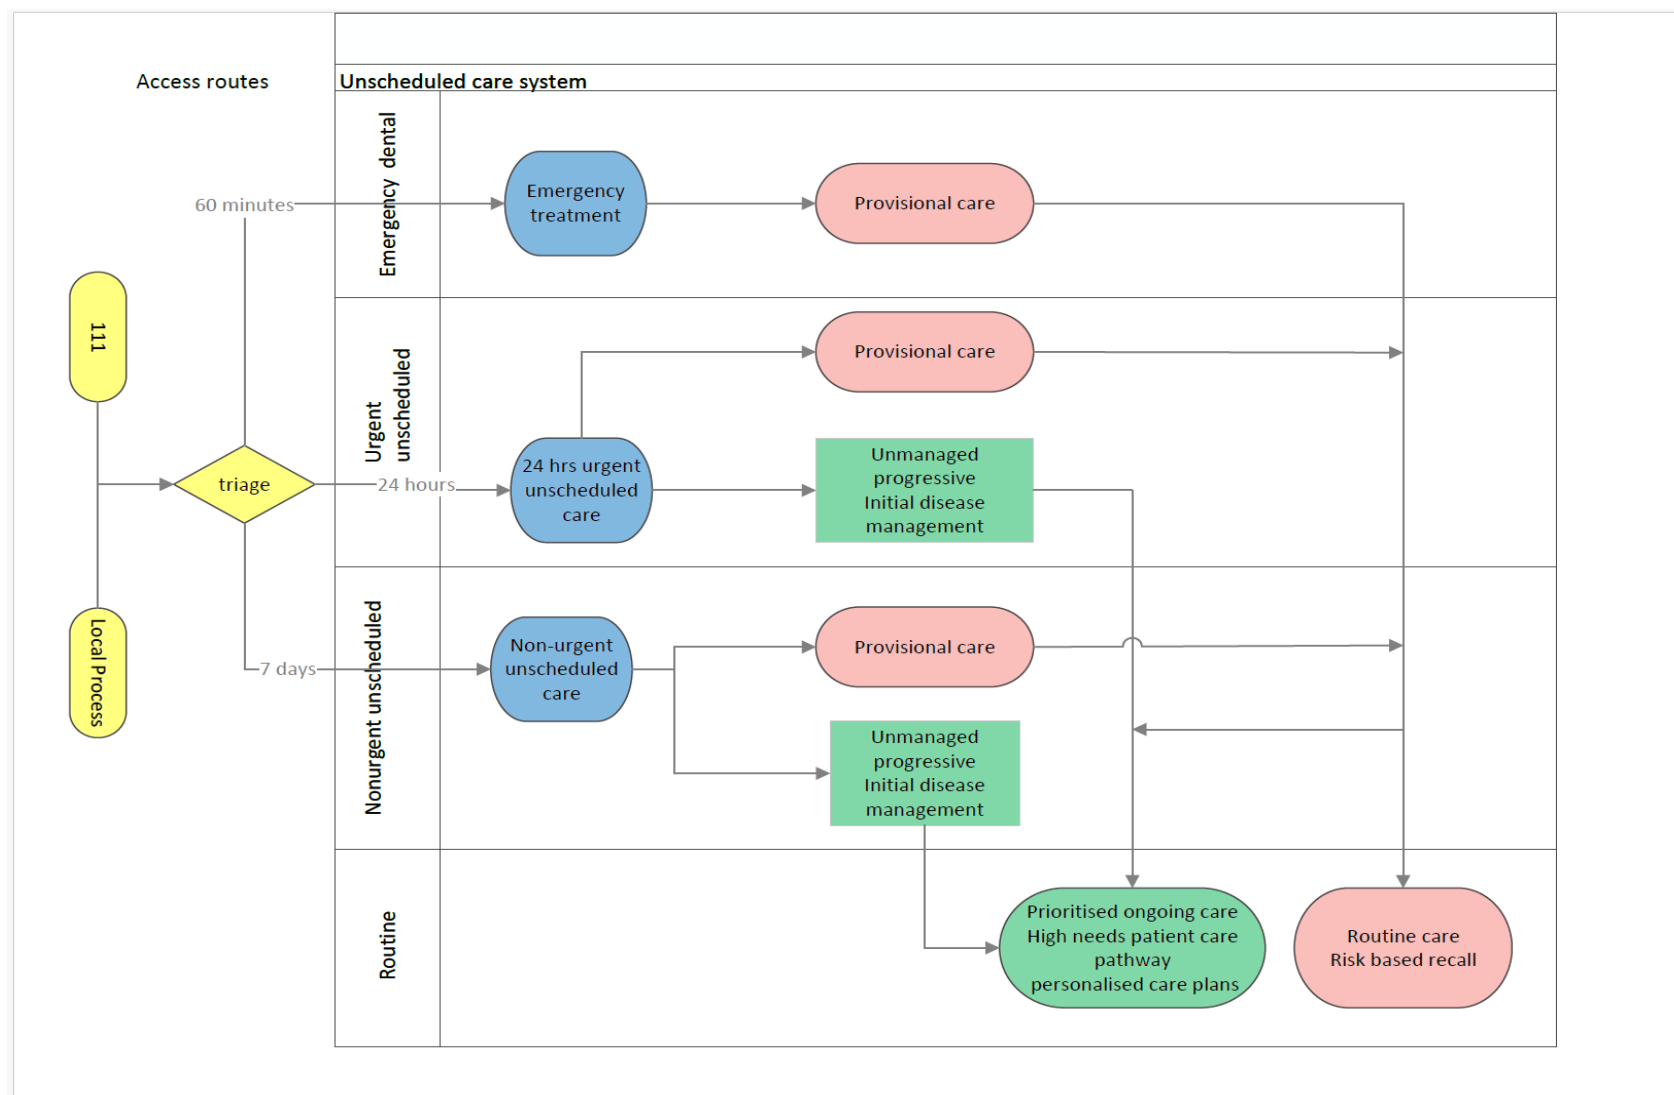 Access routes
Unscheduled care system
Emergency dental
60 minutes
Emergency
treatment
Provisional care
111
Urgent
unscheduled
Provisional care
triage
24 hours
24 hrs urgent
unscheduled
care
Unmanaged
progressive
Initial disease
management
Local Process
7 days
Nonurgent unscheduled
Non-urgent
unscheduled
care
Provisional care
Unmanaged
progressive
Initial disease
management
Routine
Prioritised ongoing care
High needs patient care
pathway
personalised care plans
Routine care
Risk based recall